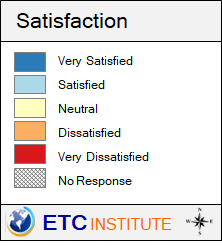 Satisfaction
Very Satisfied
Satisfied
Neutral
Dissatisfied
Very Dissatisfied
No Response
ETC INSTITUTE